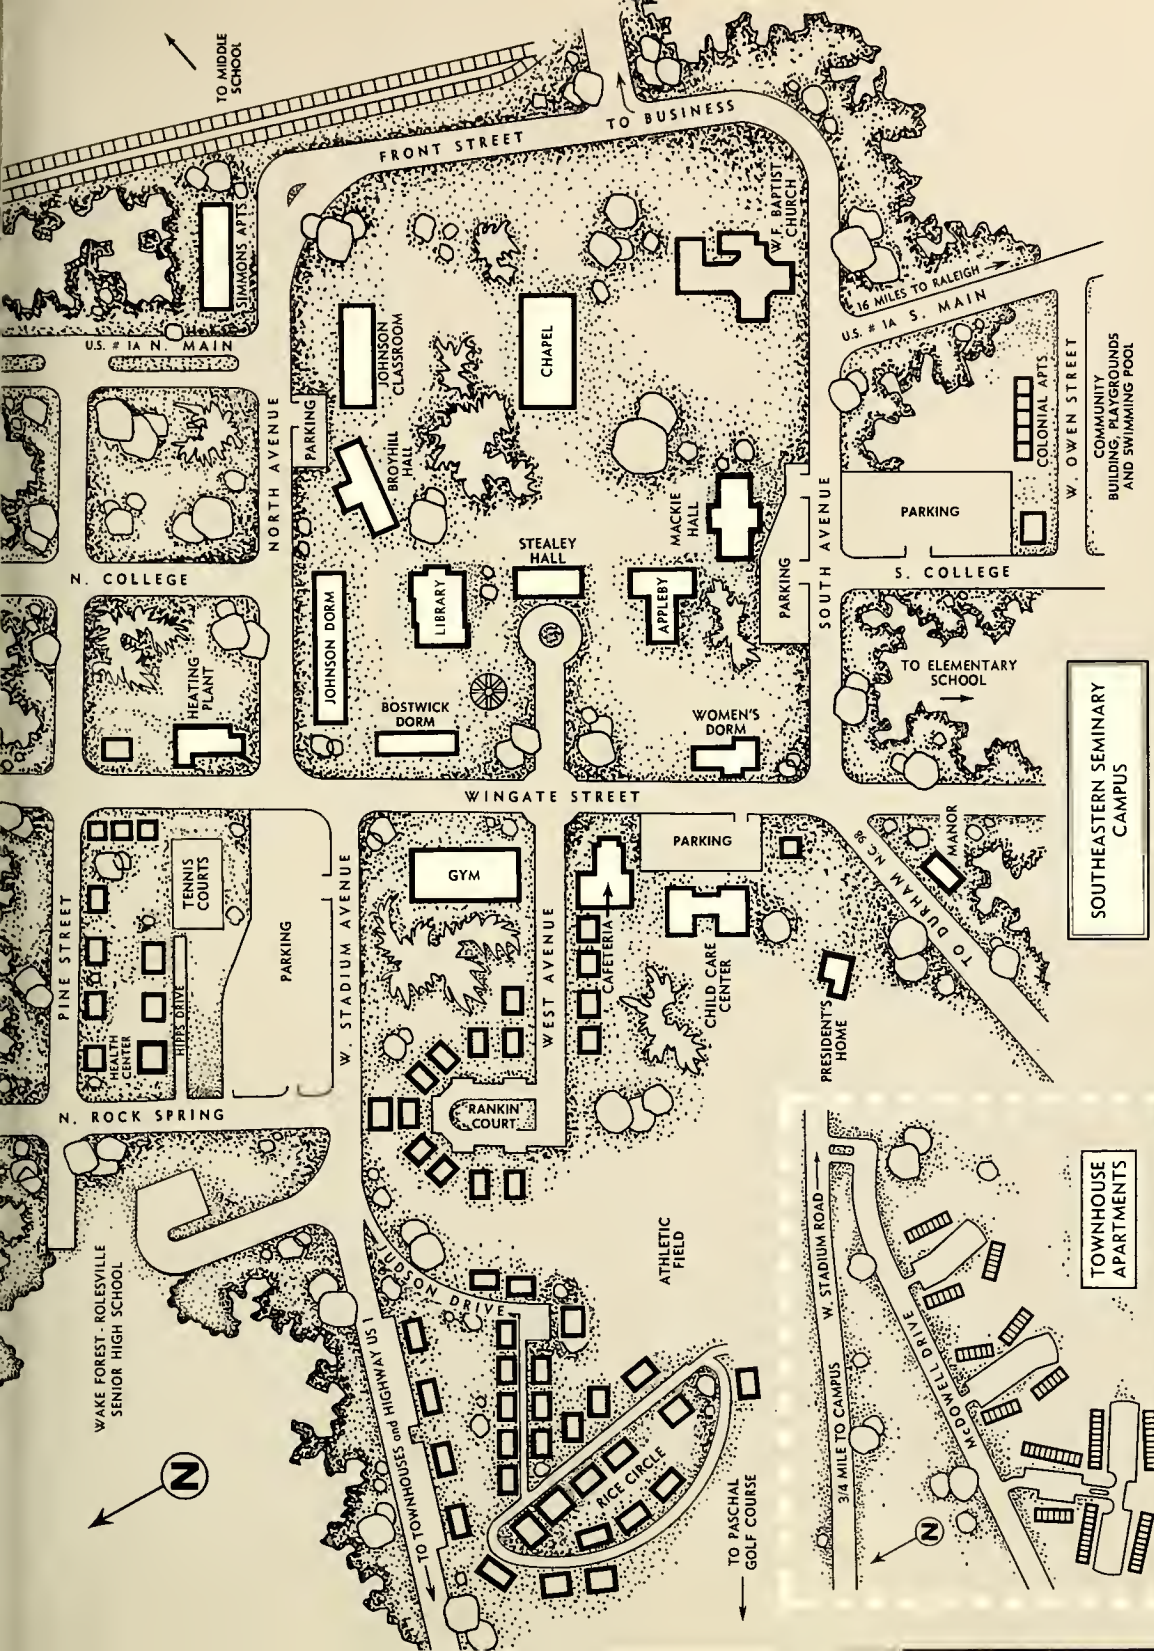 TO MIDDLE
SCHOOL
FRONT STREET
TO BUSINESS
SIMMONS APTS
U.S. # 1A N. MAIN
W. F. BAPTIST
CHURCH
16 MILES TO RALEIGH
U.S. # 1A S. MAIN
JOHNSON
CLASSROOM
CHAPEL
NORTH AVENUE
PARKING
BROYHILL
HALL
COLONIAL APTS
W. OWEN STREET
COMMUNITY
BUILDING, PLAYGROUNDS
AND SWIMMING POOL
MACKIE
HALL
PARKING
SOUTH AVENUE
PARKING
N. COLLEGE
STEALEY
HALL
S. COLLEGE
JOHNSON DORM
LIBRARY
APPLEBY
HEATING
PLANT
BOSTWICK
DORM
WOMEN'S
DORM
TO ELEMENTARY
SCHOOL
WINGATE STREET
SOUTHEASTERN SEMINARY
CAMPUS
PINE STREET
TENNIS
COURTS
PARKING
W. STADIUM AVENUE
GYM
WEST AVENUE
CAFETERIA
PARKING
CHILD CARE
CENTER
MANOR
TO DURHAM NC 98
PRESIDENT'S
HOME
HEALTH
CENTER
HIPPS DRIVE
N. ROCK SPRING
RANKIN
COURT
WAKE FOREST - ROLESVILLE
SENIOR HIGH SCHOOL
JUDSON DRIVE
ATHLETIC
FIELD
TO TOWNHOUSES and HIGHWAY US 1
RICE CIRCLE
TO PASCHAL
GOLF COURSE
N
W. STADIUM ROAD
3/4 MILE TO CAMPUS
McDOWELL DRIVE
TOWNHOUSE
APARTMENTS
N